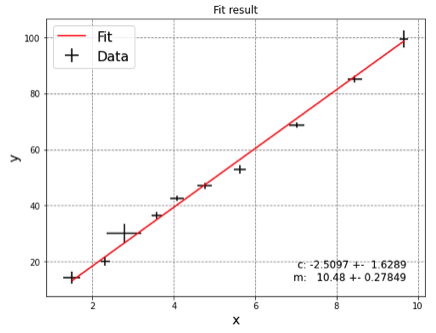 Fit result
Fit
Data
100
80
60
40
20
y
c: -2.5097 +- 1.6289
m: 10.48 +- 0.27849
2 4 6 8 10
x